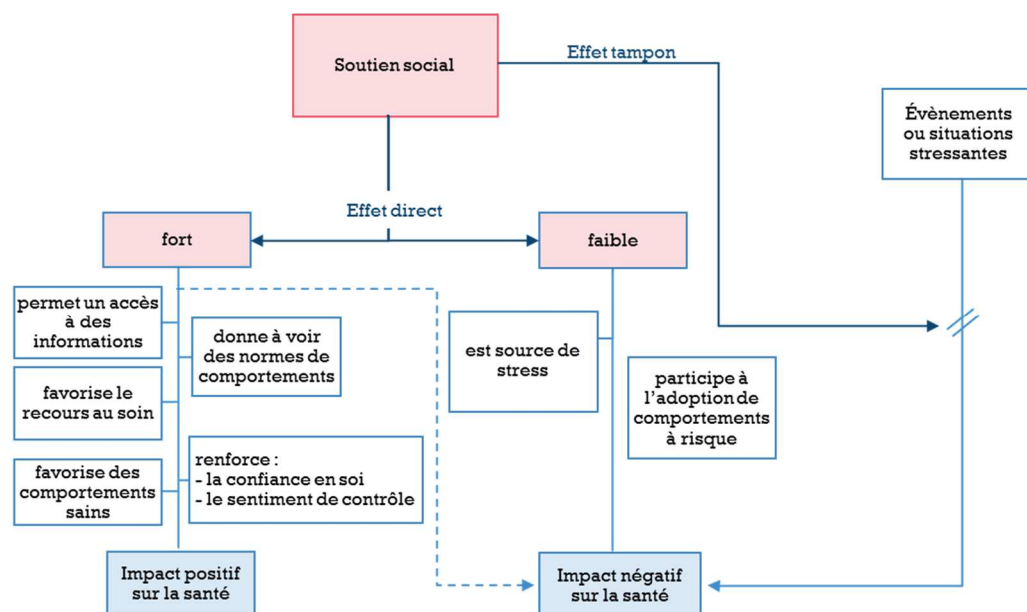 Soutien social
Effet tampon
Évènements
ou situations
stressantes
Effet direct
fort
faible
permet un accès
à des
informations
donne à voir
des normes de
comportements
favorise le
recours au soin
renforce :
- la confiance en soi
- le sentiment de contrôle
favorise des
comportements
sains
est source de
stress
participe à
l’adoption de
comportements
à risque
Impact positif
sur la santé
Impact négatif
sur la santé